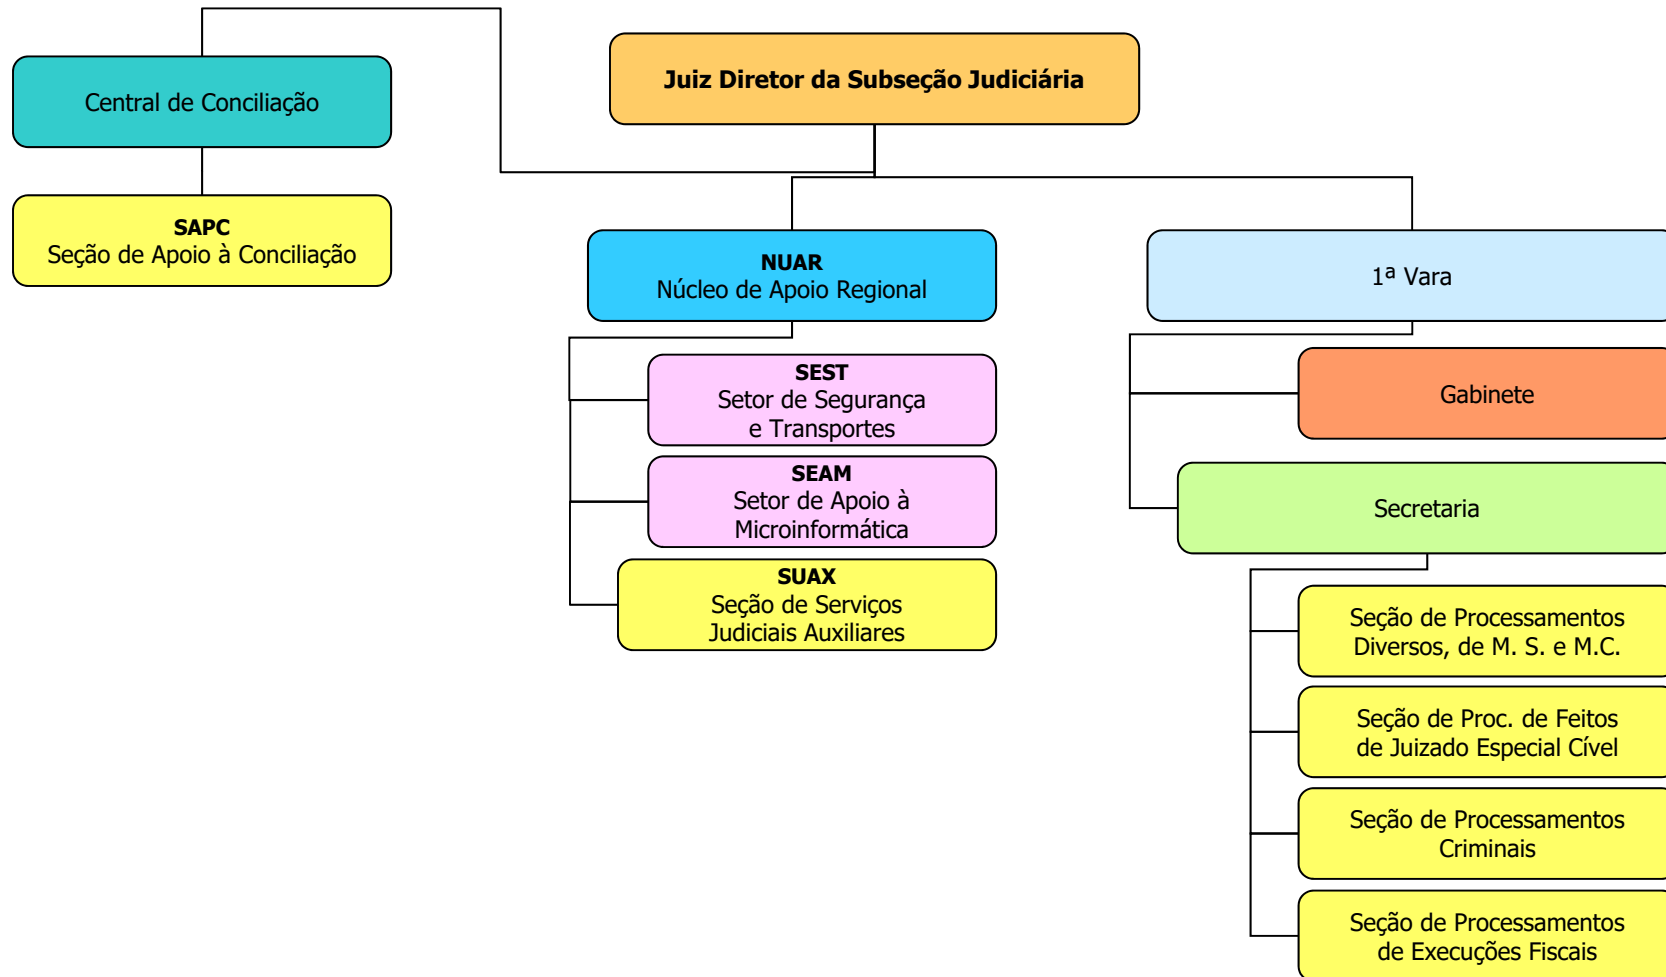 Juiz Diretor da Subseção Judiciária
Central de Conciliação
SAPC
Seção de Apoio à Conciliação
NUAR
Núcleo de Apoio Regional
SEST
Setor de Segurança
e Transportes
SEAM
Setor de Apoio à
Microinformática
SUAX
Seção de Serviços
Judiciais Auxiliares
1ª Vara
Gabinete
Secretaria
Seção de Processamentos
Diversos, de M. S. e M.C.
Seção de Proc. de Feitos
de Juizado Especial Cível
Seção de Processamentos
Criminais
Seção de Processamentos
de Execuções Fiscais